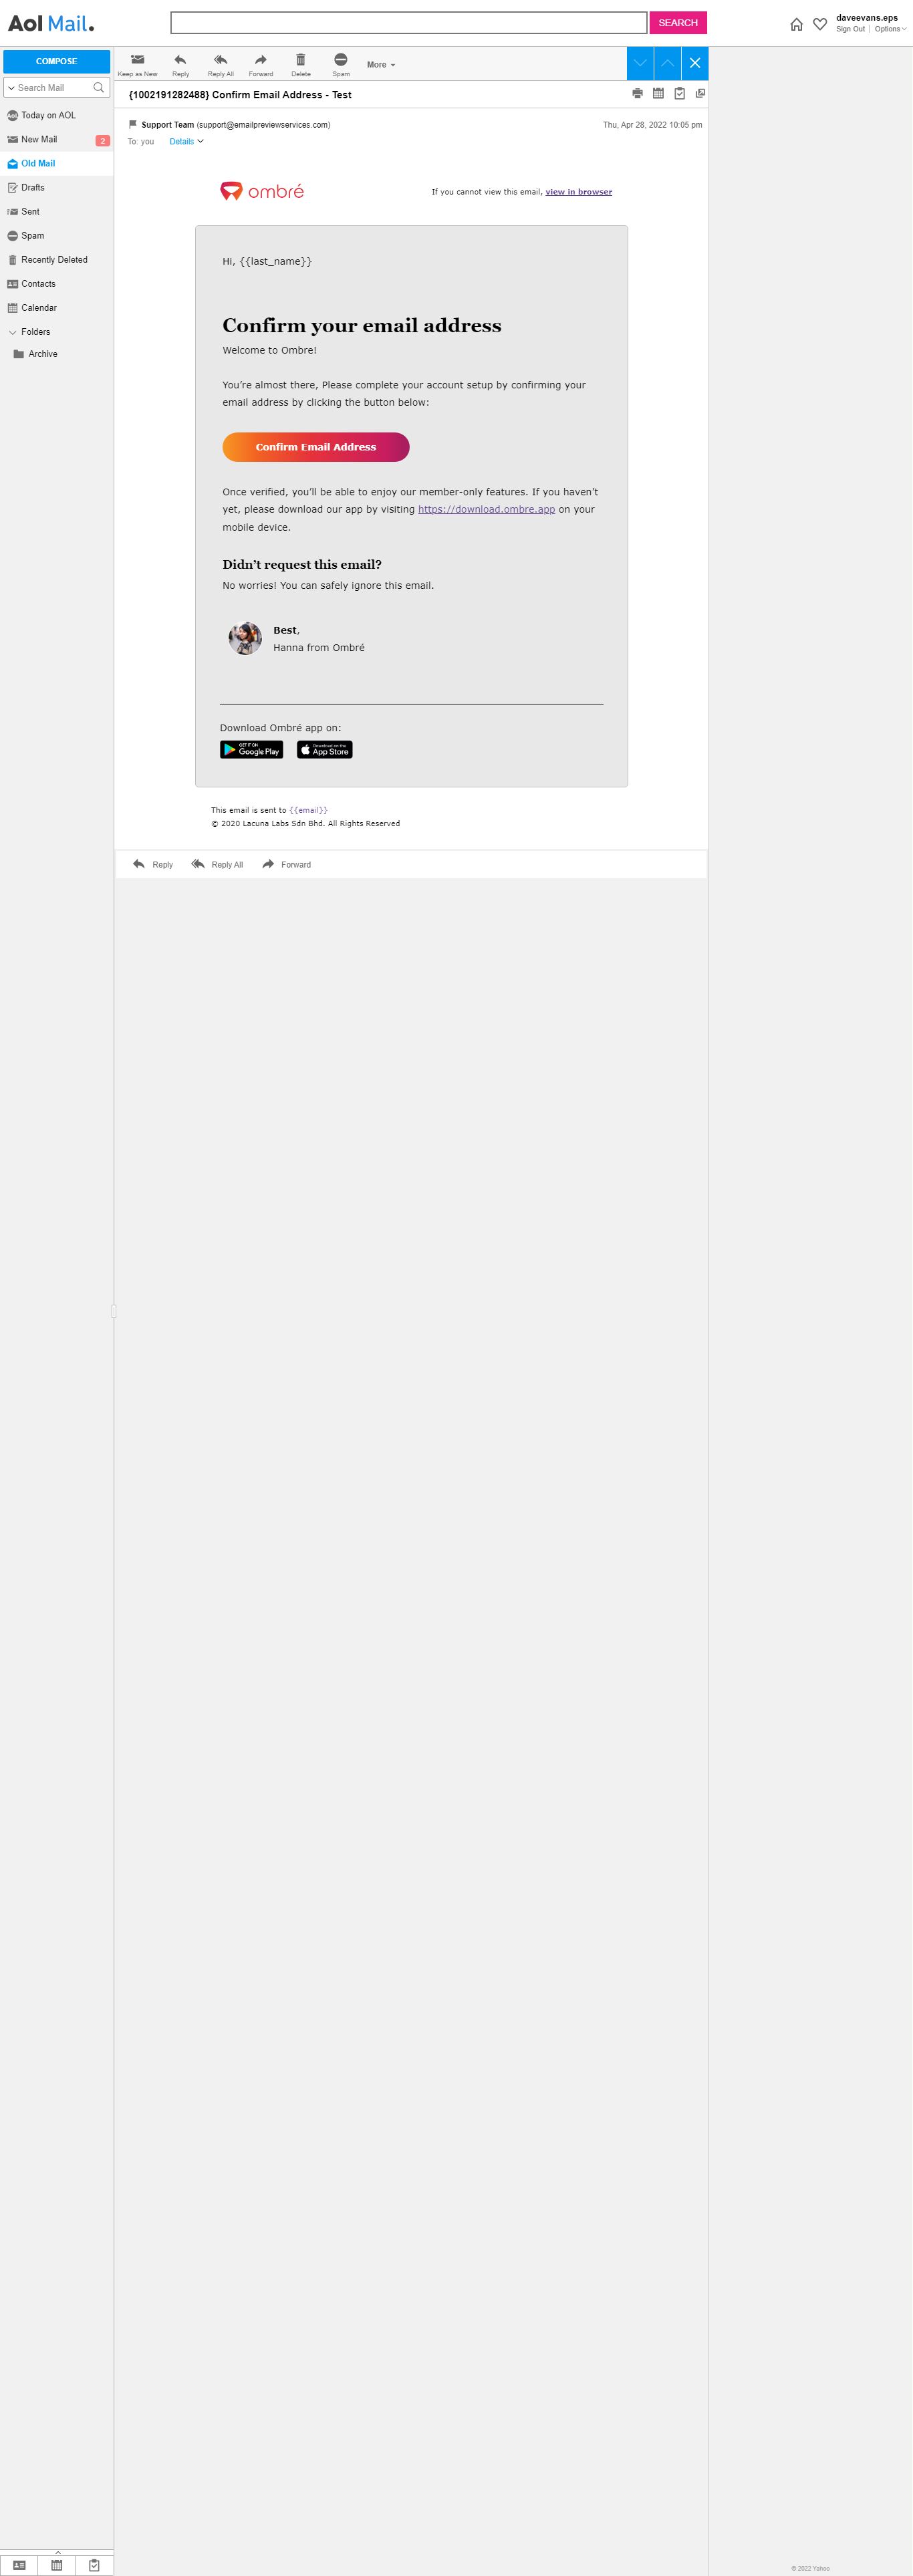 Aol Mail.
SEARCH
daveevans.eps
Sign Out | Options
COMPOSE
Search Mail
Today on AOL
New Mail 2
Old Mail
Drafts
Sent
Spam
Recently Deleted
Contacts
Calendar
Folders
Archive
Keep as New Reply Reply All Forward Delete Spam More
{1002191282488} Confirm Email Address - Test
Support Team (support@emailpreviewservices.com) Thu, Apr 28, 2022 10:05 pm
To: you Details
ombré
If you cannot view this email, view in browser
Hi, {{last_name}}
Confirm your email address
Welcome to Ombre!
You’re almost there, Please complete your account setup by confirming your
email address by clicking the button below:
Confirm Email Address
Once verified, you’ll be able to enjoy our member-only features. If you haven’t
yet, please download our app by visiting https://download.ombre.app on your
mobile device.
Didn’t request this email?
No worries! You can safely ignore this email.
Best,
Hanna from Ombré
Download Ombré app on:
GET IT ON
Google Play
Download on the
App Store
This email is sent to {{email}}
© 2020 Lacuna Labs Sdn Bhd. All Rights Reserved
Reply Reply All Forward
© 2022 Yahoo